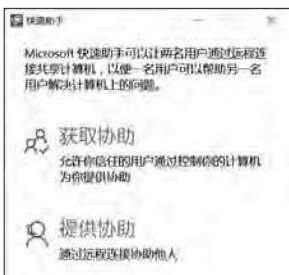 快速助手
Microsoft 快速助手可以让两名用户通过远程连
接共享计算机，以便一名用户可以帮助另一名
用户解决计算机上的问题。
获取协助
允许你信任的用户通过控制你的计算机
为你提供协助
提供协助
通过远程连接协助他人